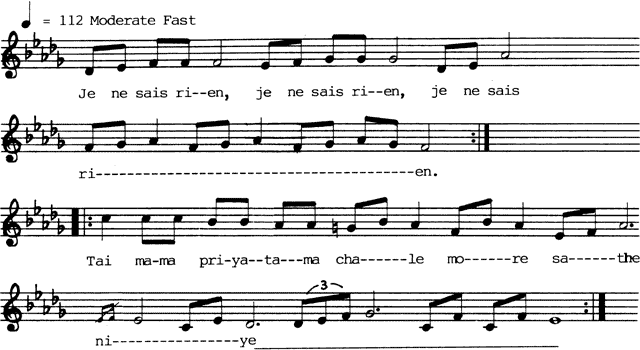 = 112 Moderate Fast
Je ne sais ri--en, je ne sais ri--en, je ne sais
3
ri------------------------------------en.
Tai ma-ma pri-ya--ta---ma cha------le mo------re sa------the
3
ni----------------ye